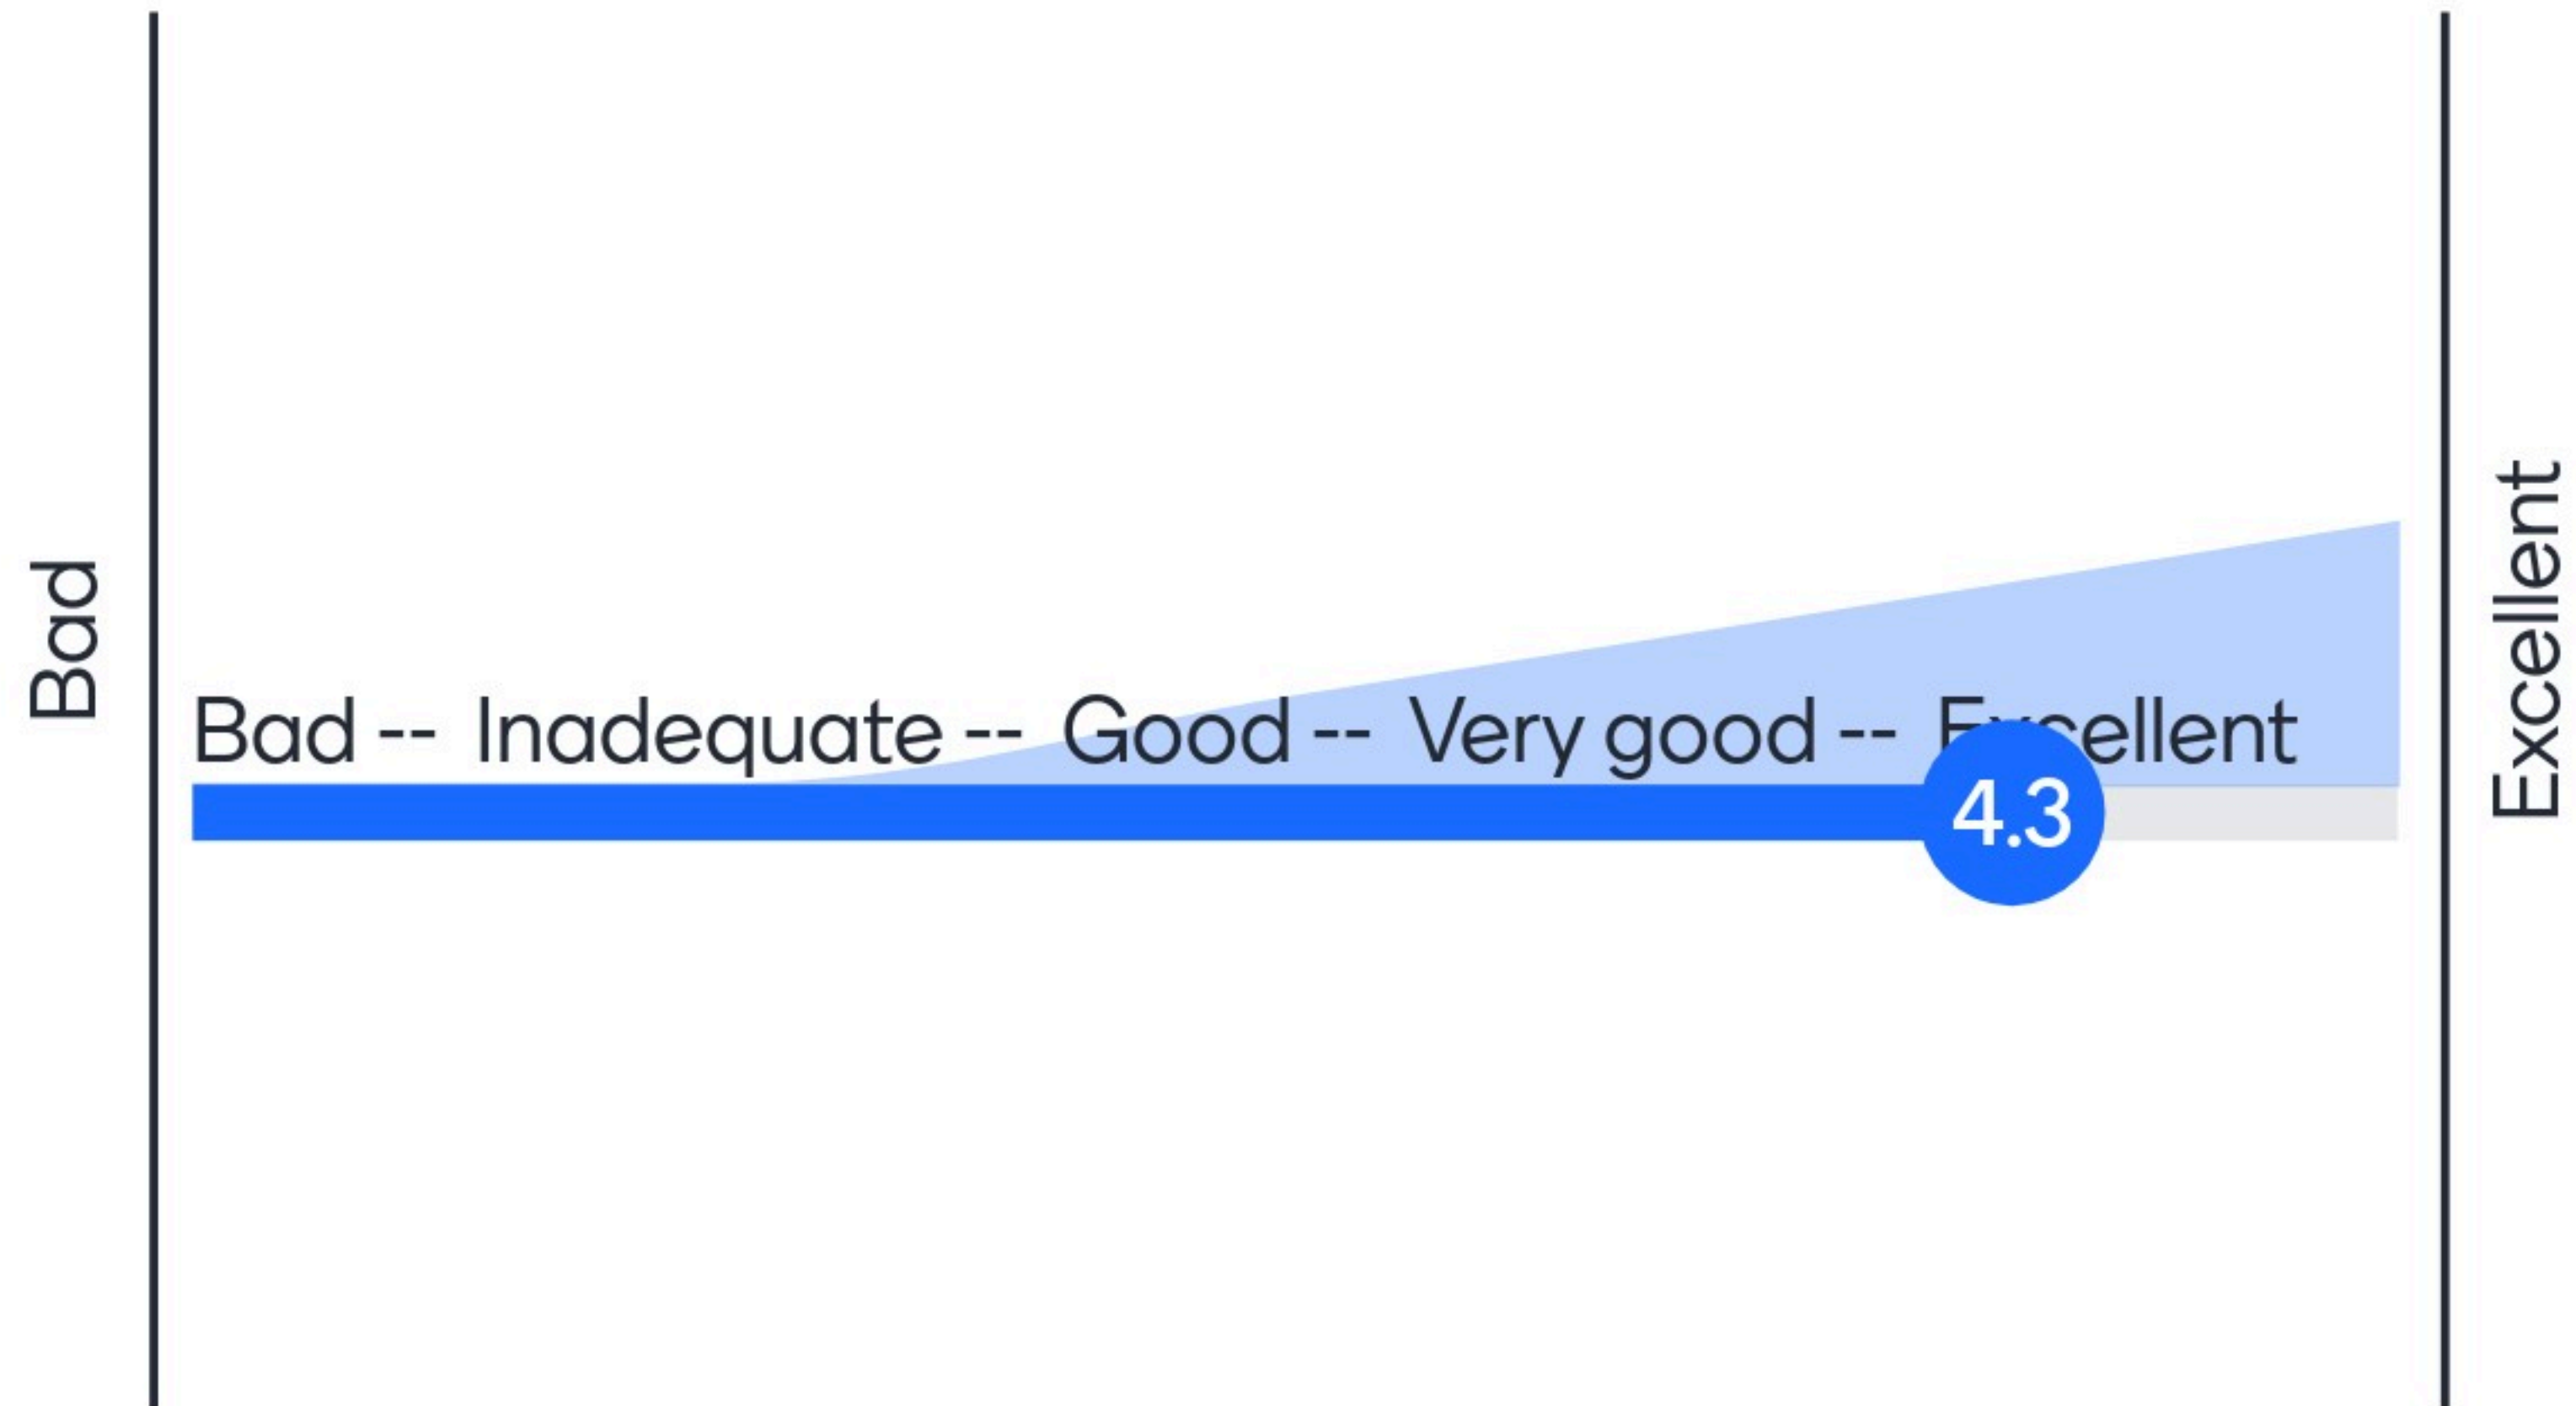 Bad
Bad -- Inadequate -- Good -- Very good -- Excellent
4.3
Excellent